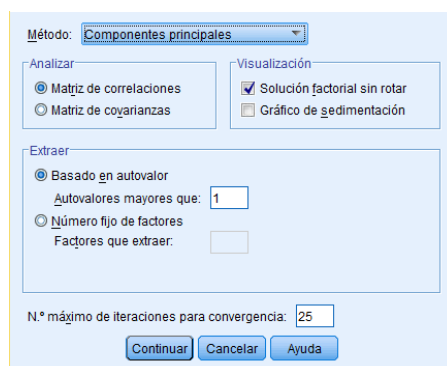 Método: Componentes principales
Analizar
Matriz de correlaciones
Matriz de covarianzas
Visualización
Solución factorial sin rotar
Gráfico de sedimentación
Extraer
Basado en autovalor
Autovalores mayores que: 1
Número fijo de factores
Factores que extraer:
N.º máximo de iteraciones para convergencia: 25
Continuar Cancelar Ayuda